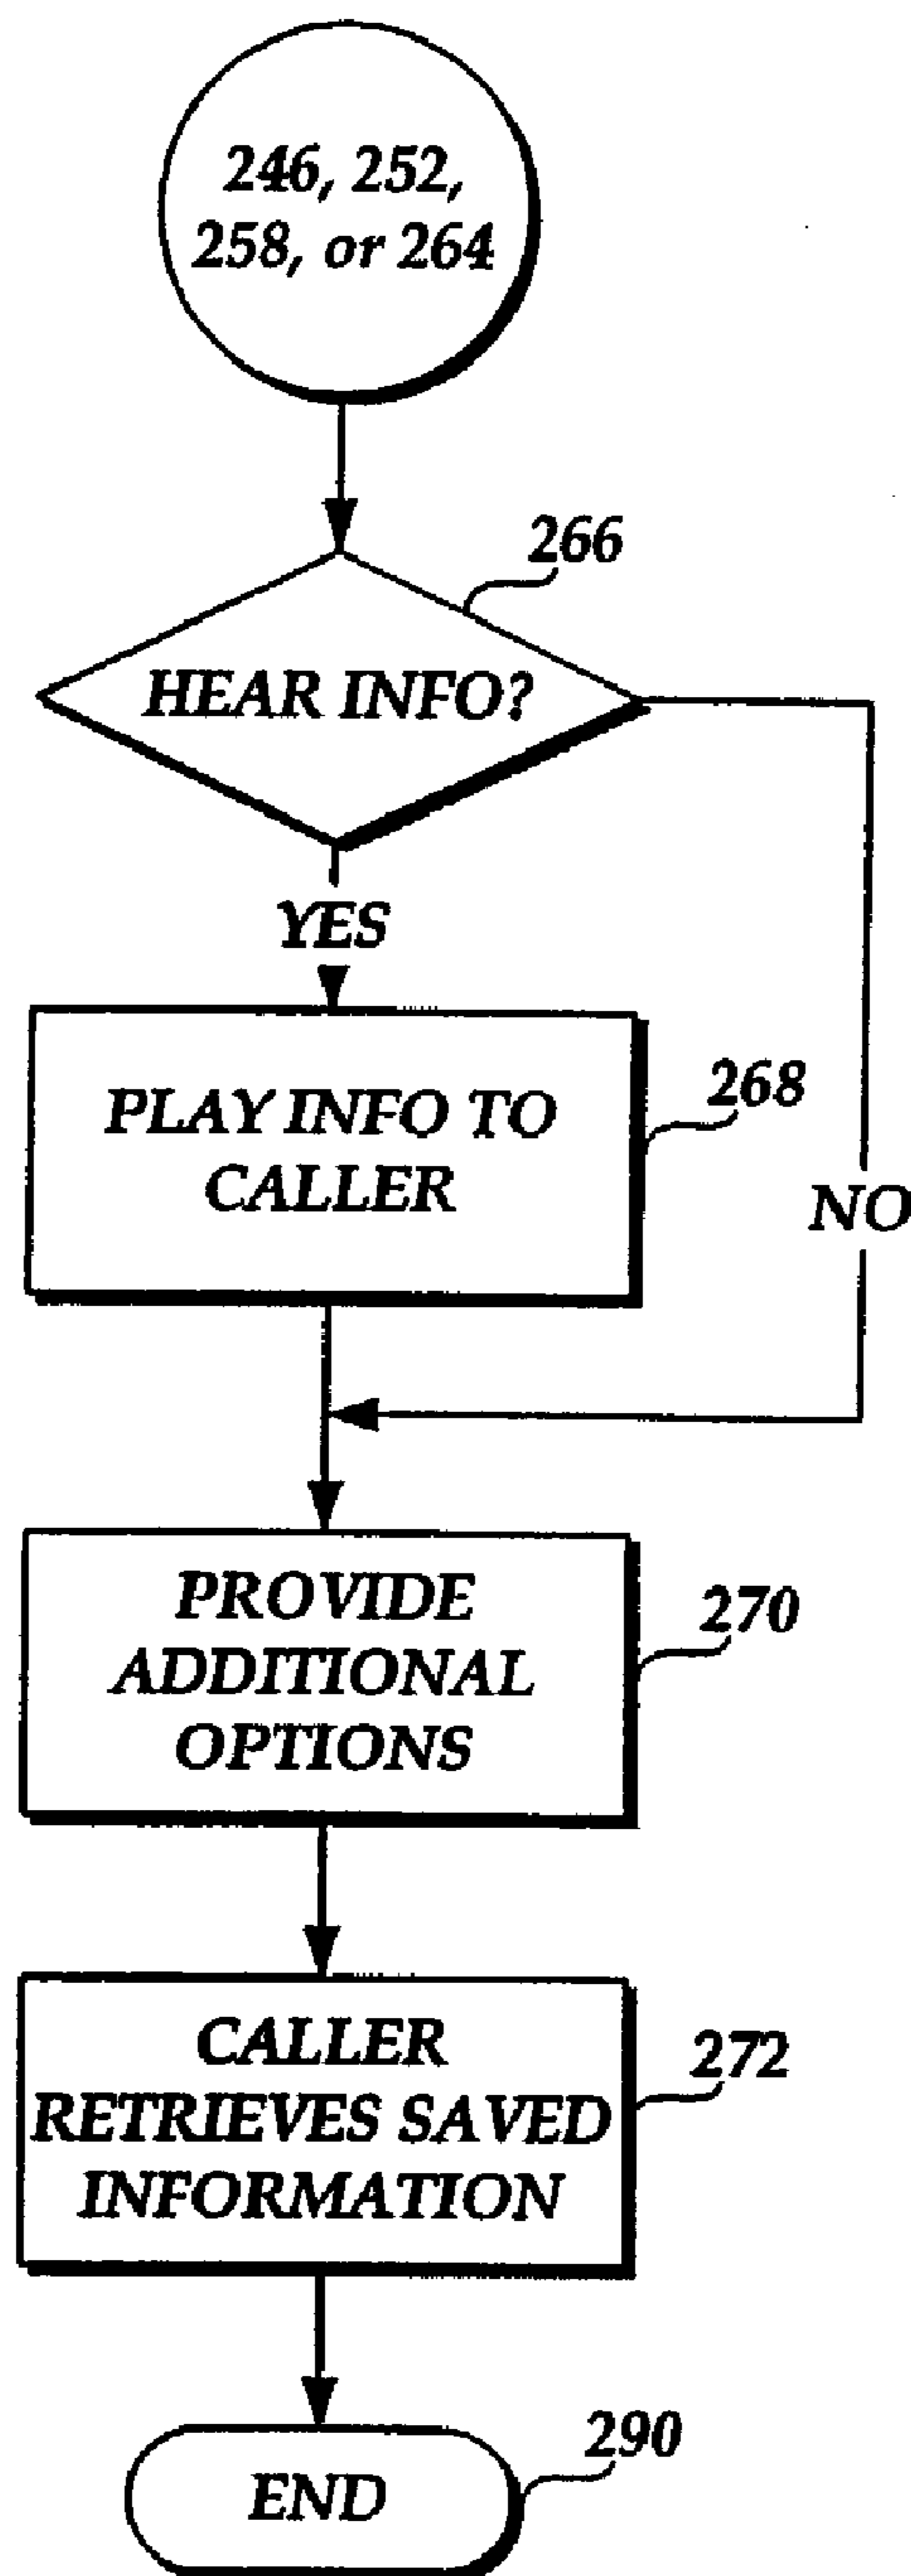 246, 252,
258, or 264
266
HEAR INFO?
YES
PLAY INFO TO
CALLER
268
NO
PROVIDE
ADDITIONAL
OPTIONS
270
CALLER
RETRIEVES SAVED
INFORMATION
272
END
290